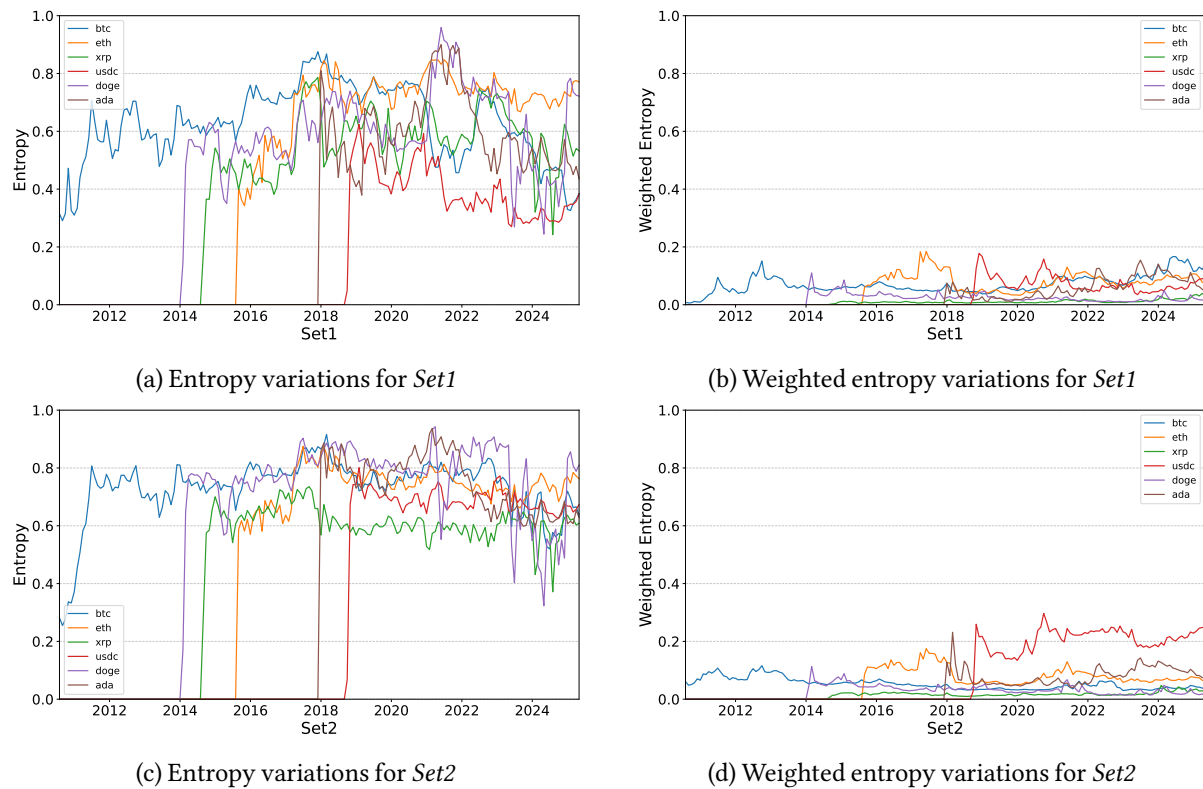 1.0
0.8
0.6
0.4
0.2
0.0
Entropy
btc
eth
xrp
usdc
doge
ada
2012 2014 2016 2018 2020 2022 2024
Set1
(a) Entropy variations for Set1
1.0
0.8
0.6
0.4
0.2
0.0
Weighted Entropy
btc
eth
xrp
usdc
doge
ada
2012 2014 2016 2018 2020 2022 2024
Set1
(b) Weighted entropy variations for Set1
1.0
0.8
0.6
0.4
0.2
0.0
Entropy
btc
eth
xrp
usdc
doge
ada
2012 2014 2016 2018 2020 2022 2024
Set2
(c) Entropy variations for Set2
1.0
0.8
0.6
0.4
0.2
0.0
Weighted Entropy
btc
eth
xrp
usdc
doge
ada
2012 2014 2016 2018 2020 2022 2024
Set2
(d) Weighted entropy variations for Set2